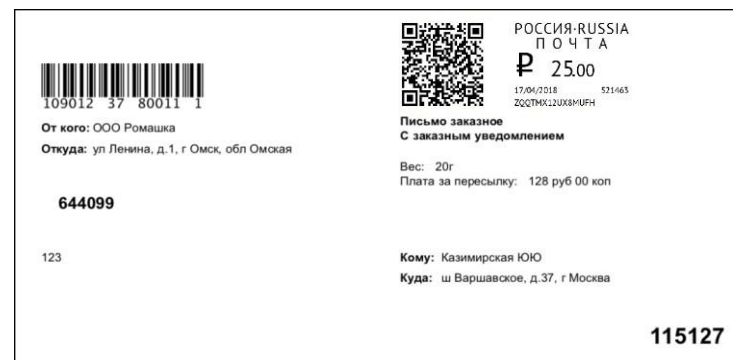 109012 37 80011 1
От кого: ООО Ромашка
Откуда: ул Ленина, д.1, г Омск, обл Омская
644099
123
РОССИЯ·RUSSIA
ПОЧТА
₽ 25.00
17/04/2018 521463
ZQQTMX12UX8MUFH
Письмо заказное
С заказным уведомлением
Вес: 20г
Плата за пересылку: 128 руб 00 коп
Кому: Казимирская ЮЮ
Куда: ш Варшавское, д.37, г Москва
115127